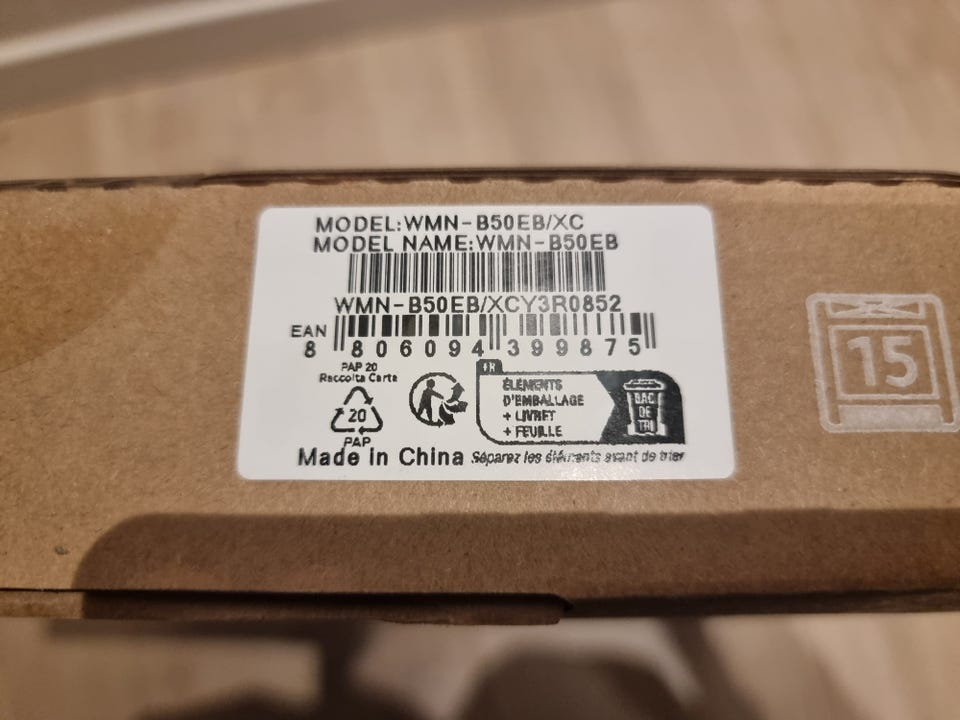 MODEL:WMN-B50EB/XC
MODEL NAME:WMN-B50EB
WMN-B50EB/XCY3R0852
EAN
8 806094 399875
PAP 20
Raccolta Carta
20
PAP
FR
ÉLÉMENTS
D'EMBALLAGE
+ LIVRET
+ FEUILLE
BAC
DE
TRI
Made in China
Séparez les éléments avant de trier
15